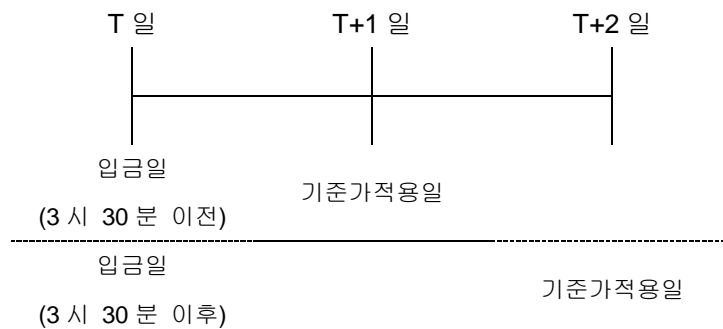 T 일 T+1 일 T+2 일
입금일
(3 시 30 분 이전)
기준가적용일
입금일
(3 시 30 분 이후)
기준가적용일